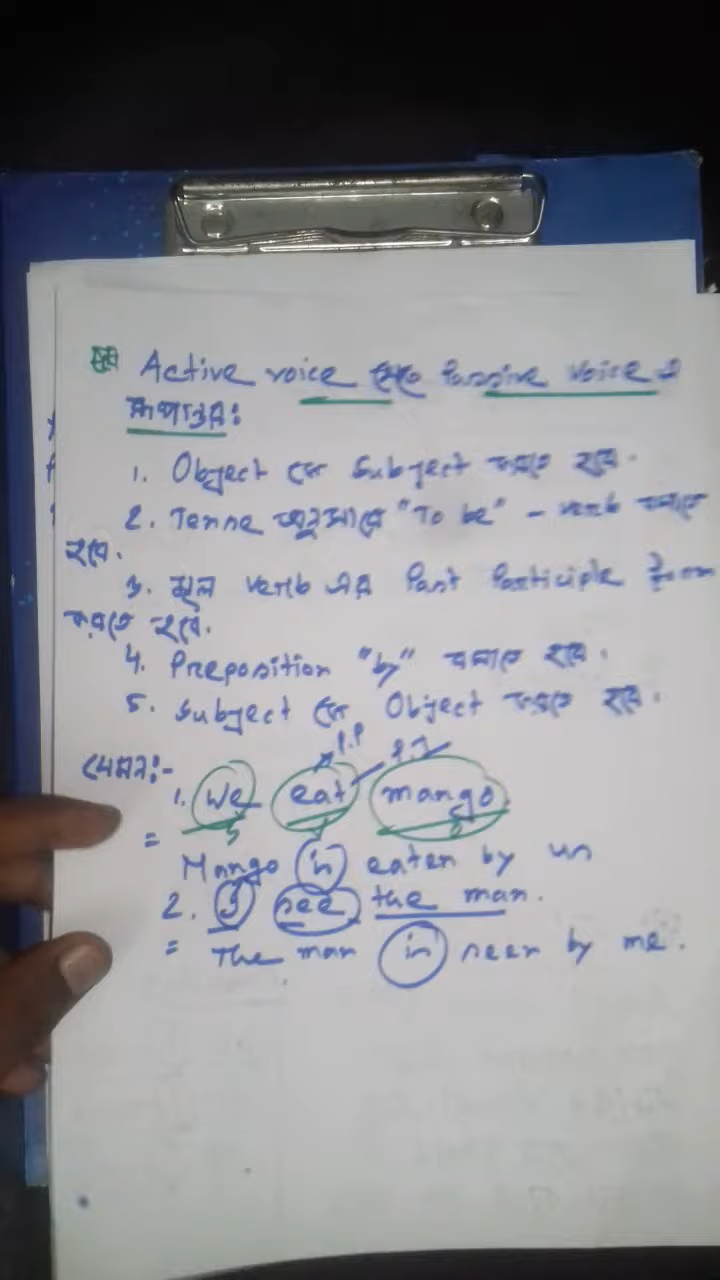 Active voice থেকে Passive voice এ
রূপান্তর:
1. Object কে Subject করতে হবে.
2. Tense অনুসারে "To be" - verb বসাতে
হবে.
3. মূল verb এর Past Participle Form
করতে হবে.
4. Preposition "by" বসাতে হবে.
5. Subject কে Object করতে হবে.
যেমন:-
P.P P.T
1. We eat mango.
S V O
= Mango is eaten by us
2. I see the man.
= The man is seen by me.